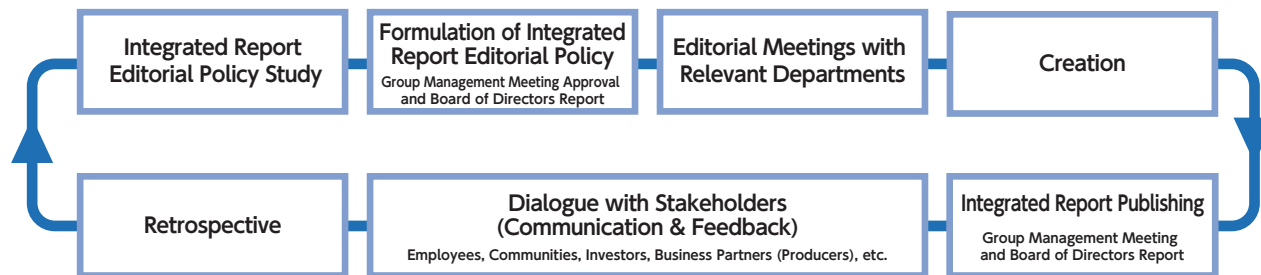 Integrated Report
Editorial Policy Study
Formulation of Integrated
Report Editorial Policy
Group Management Meeting Approval
and Board of Directors Report
Editorial Meetings with
Relevant Departments
Creation
Retrospective
Dialogue with Stakeholders
(Communication & Feedback)
Employees, Communities, Investors, Business Partners (Producers), etc.
Integrated Report Publishing
Group Management Meeting
and Board of Directors Report